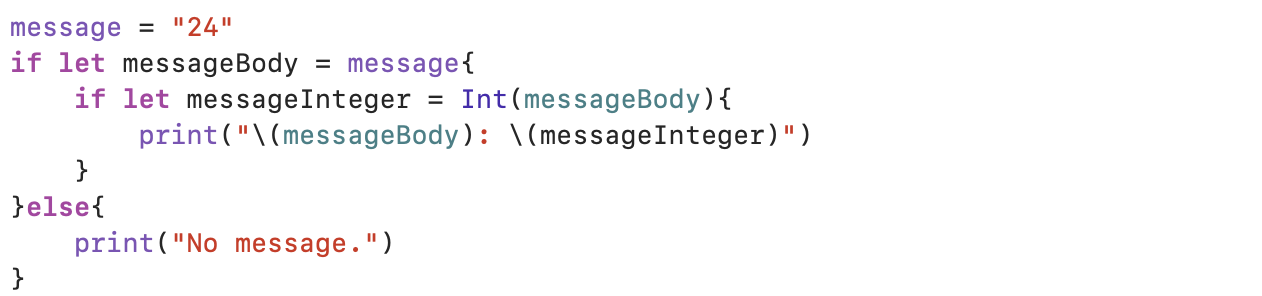 message = "24"
if let messageBody = message{
    if let messageInteger = Int(messageBody){
        print("\(messageBody): \(messageInteger)")
    }
}else{
    print("No message.")
}